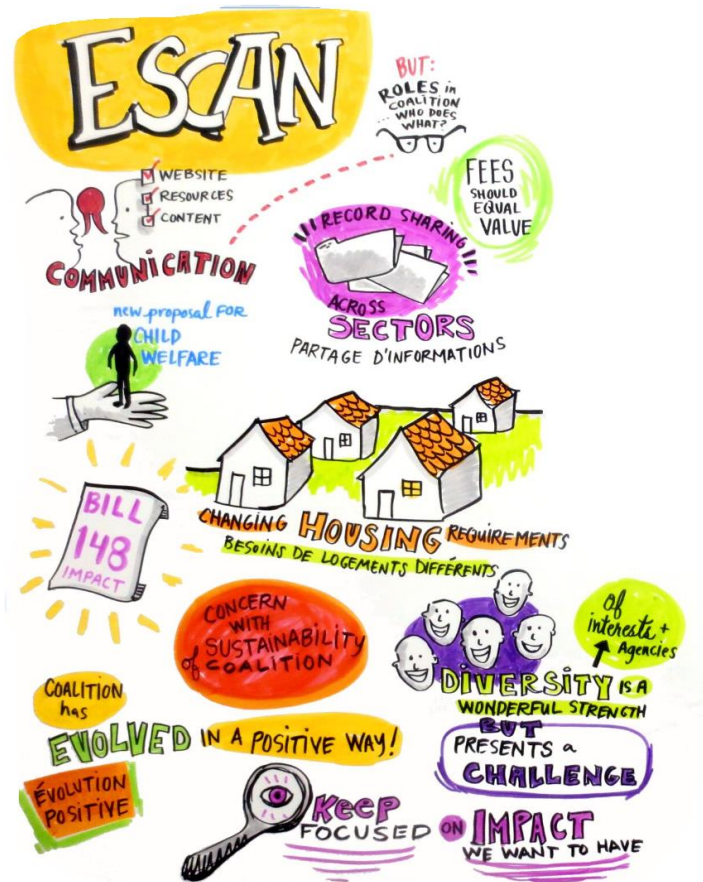 ESCAN
BUT:
ROLES in
COALITION
... WHO DOES
WHAT?
WEBSITE
RESOURCES
CONTENT
COMMUNICATION
FEES
SHOULD
EQUAL
VALUE
RECORD SHARING
ACROSS
SECTORS
PARTAGE D'INFORMATIONS
new proposal FOR
CHILD
WELFARE
CHANGING HOUSING REQUIREMENTS
BESOINS DE LOGEMENTS DIFFÉRENTS
BILL
148
IMPACT
CONCERN
WITH
SUSTAINABILITY
of COALITION
Of
interests +
Agencies
DIVERSITY IS A
WONDERFUL STRENGTH
BUT
PRESENTS a
CHALLENGE
COALITION
has
EVOLVED IN A POSITIVE WAY!
ÉVOLUTION
POSITIVE
KEEP
FOCUSED ON IMPACT
WE WANT TO HAVE